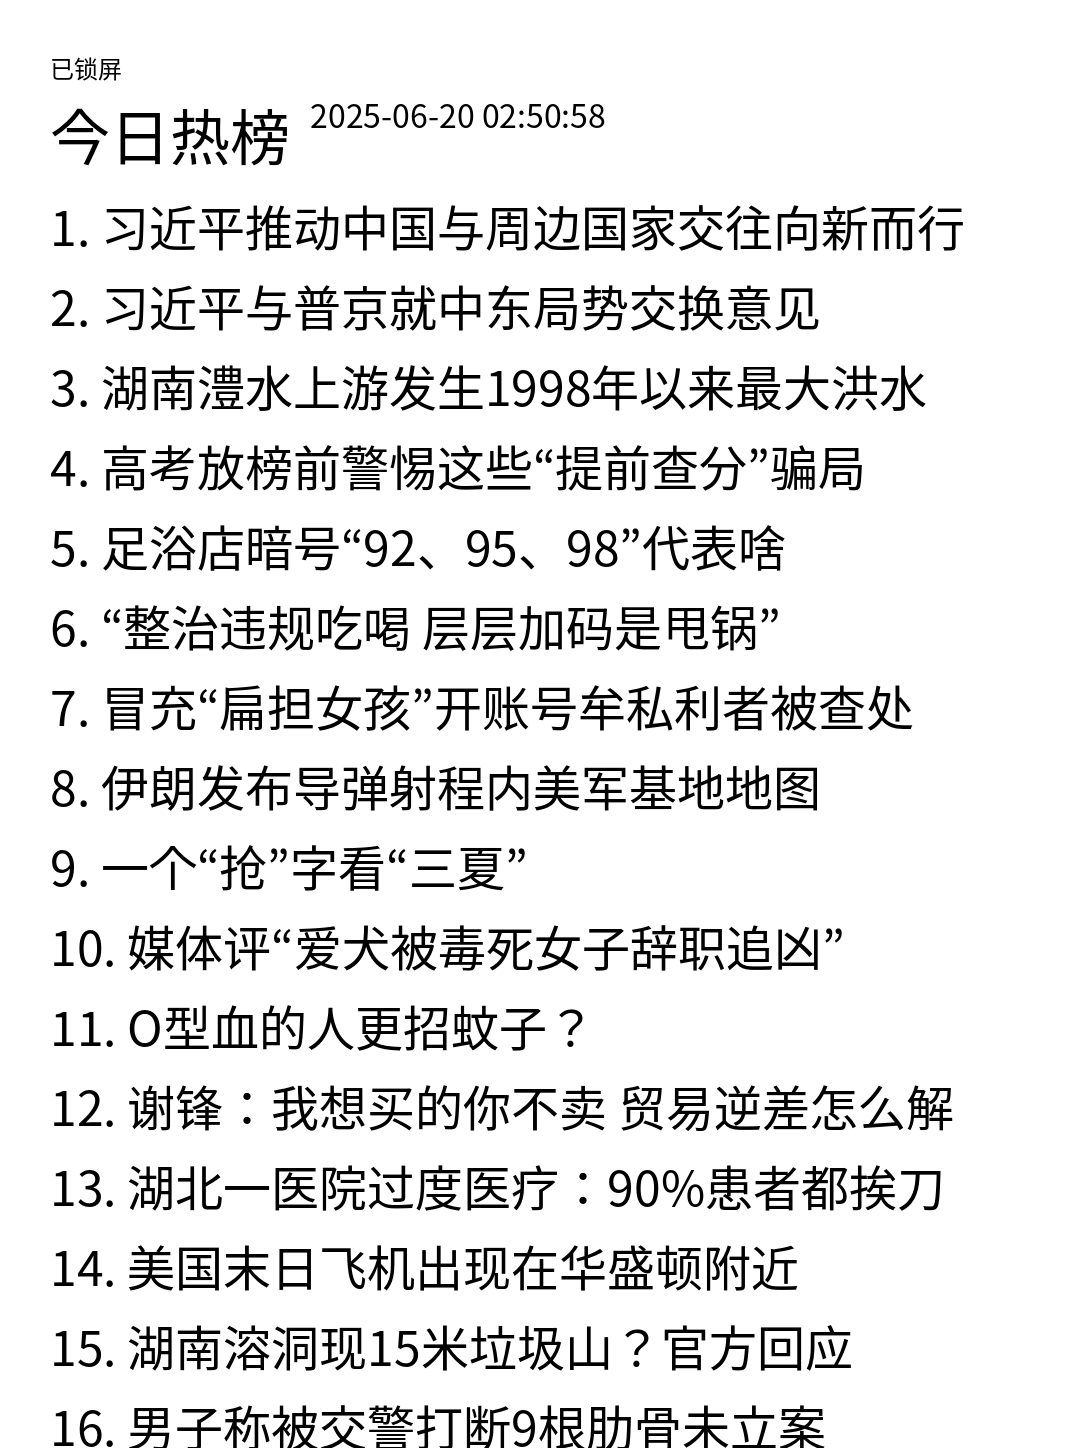 已锁屏
今日热榜 2025-06-20 02:50:58
1. 习近平推动中国与周边国家交往向新而行
2. 习近平与普京就中东局势交换意见
3. 湖南澧水上游发生1998年以来最大洪水
4. 高考放榜前警惕这些“提前查分”骗局
5. 足浴店暗号“92、95、98”代表啥
6. “整治违规吃喝 层层加码是甩锅”
7. 冒充“扁担女孩”开账号牟私利者被查处
8. 伊朗发布导弹射程内美军基地地图
9. 一个“抢”字看“三夏”
10. 媒体评“爱犬被毒死女子辞职追凶”
11. O型血的人更招蚊子？
12. 谢锋：我想买的你不卖 贸易逆差怎么解
13. 湖北一医院过度医疗：90%患者都挨刀
14. 美国末日飞机出现在华盛顿附近
15. 湖南溶洞现15米垃圾山？官方回应
16. 男子称被交警打断9根肋骨未立案